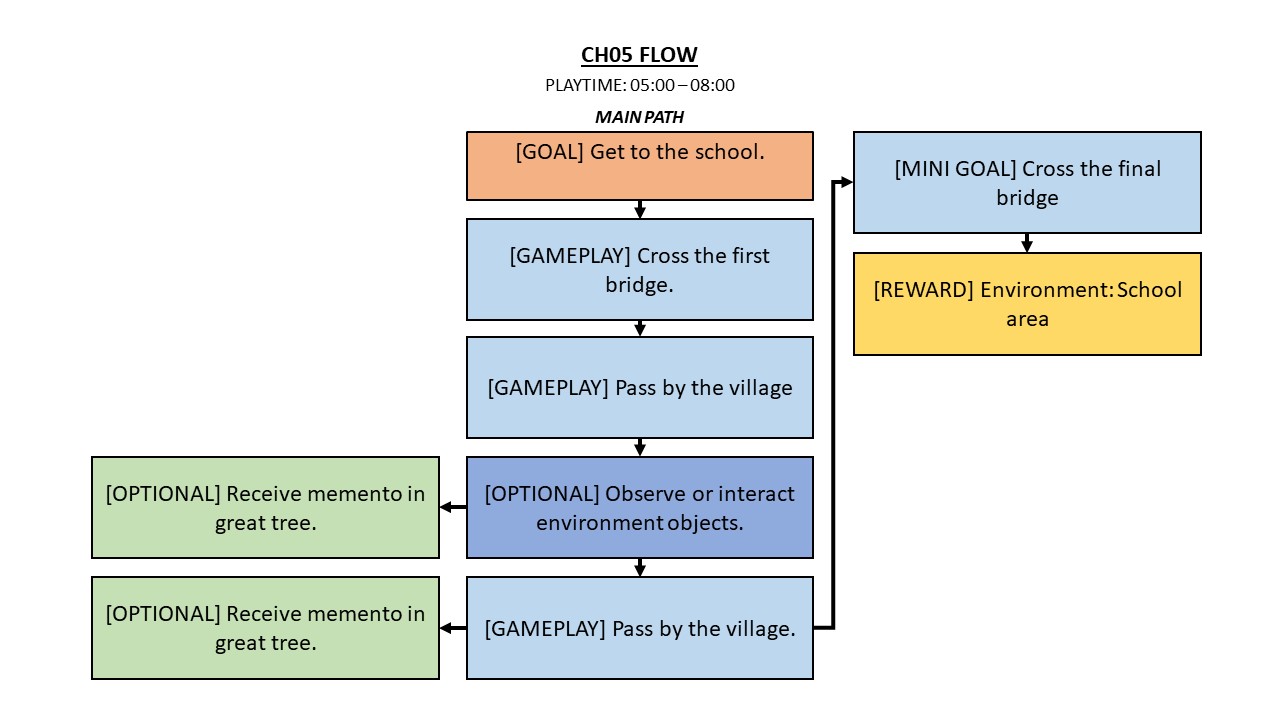 CH05 FLOW
PLAYTIME: 05:00 – 08:00
MAIN PATH
[GOAL] Get to the school.
[GAMEPLAY] Cross the first
bridge.
[GAMEPLAY] Pass by the village
[OPTIONAL] Observe or interact
environment objects.
[OPTIONAL] Receive memento in
great tree.
[GAMEPLAY] Pass by the village.
[OPTIONAL] Receive memento in
great tree.
[MINI GOAL] Cross the final
bridge
[REWARD] Environment: School
area